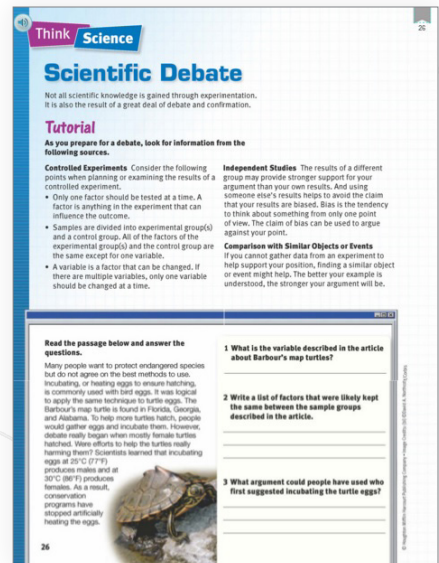 26
Think Science
Scientific Debate
Not all scientific knowledge is gained through experimentation.
It is also the result of a great deal of debate and confirmation.
Tutorial
As you prepare for a debate, look for information from the
following sources.
Controlled Experiments Consider the following
points when planning or examining the results of a
controlled experiment.
• Only one factor should be tested at a time. A
factor is anything in the experiment that can
influence the outcome.
• Samples are divided into experimental group(s)
and a control group. All of the factors of the
experimental group(s) and the control group are
the same except for one variable.
• A variable is a factor that can be changed. If
there are multiple variables, only one variable
should be changed at a time.
Independent Studies The results of a different
group may provide stronger support for your
argument than your own results. And using
someone else's results helps to avoid the claim
that your results are biased. Bias is the tendency
to think about something from only one point
of view. The claim of bias can be used to argue
against your point.
Comparison with Similar Objects or Events
If you cannot gather data from an experiment to
help support your position, finding a similar object
or event might help. The better your example is
understood, the stronger your argument will be.
Read the passage below and answer the
questions.
Many people want to protect endangered species
but do not agree on the best methods to use.
Incubating, or heating eggs to ensure hatching,
is commonly used with bird eggs. It was logical
to apply the same technique to turtle eggs. The
Barbour's map turtle is found in Florida, Georgia,
and Alabama. To help more turtles hatch, people
would gather eggs and incubate them. However,
debate really began when mostly female turtles
hatched. Were efforts to help the turtles really
harming them? Scientists learned that incubating
eggs at 25°C (77°F)
produces males and at
30°C (86°F) produces
females. As a result,
conservation
programs have
stopped artificially
heating the eggs.
1 What is the variable described in the article
about Barbour's map turtles?
2 Write a list of factors that were likely kept
the same between the sample groups
described in the article.
3 What argument could people have used who
first suggested incubating the turtle eggs?
26